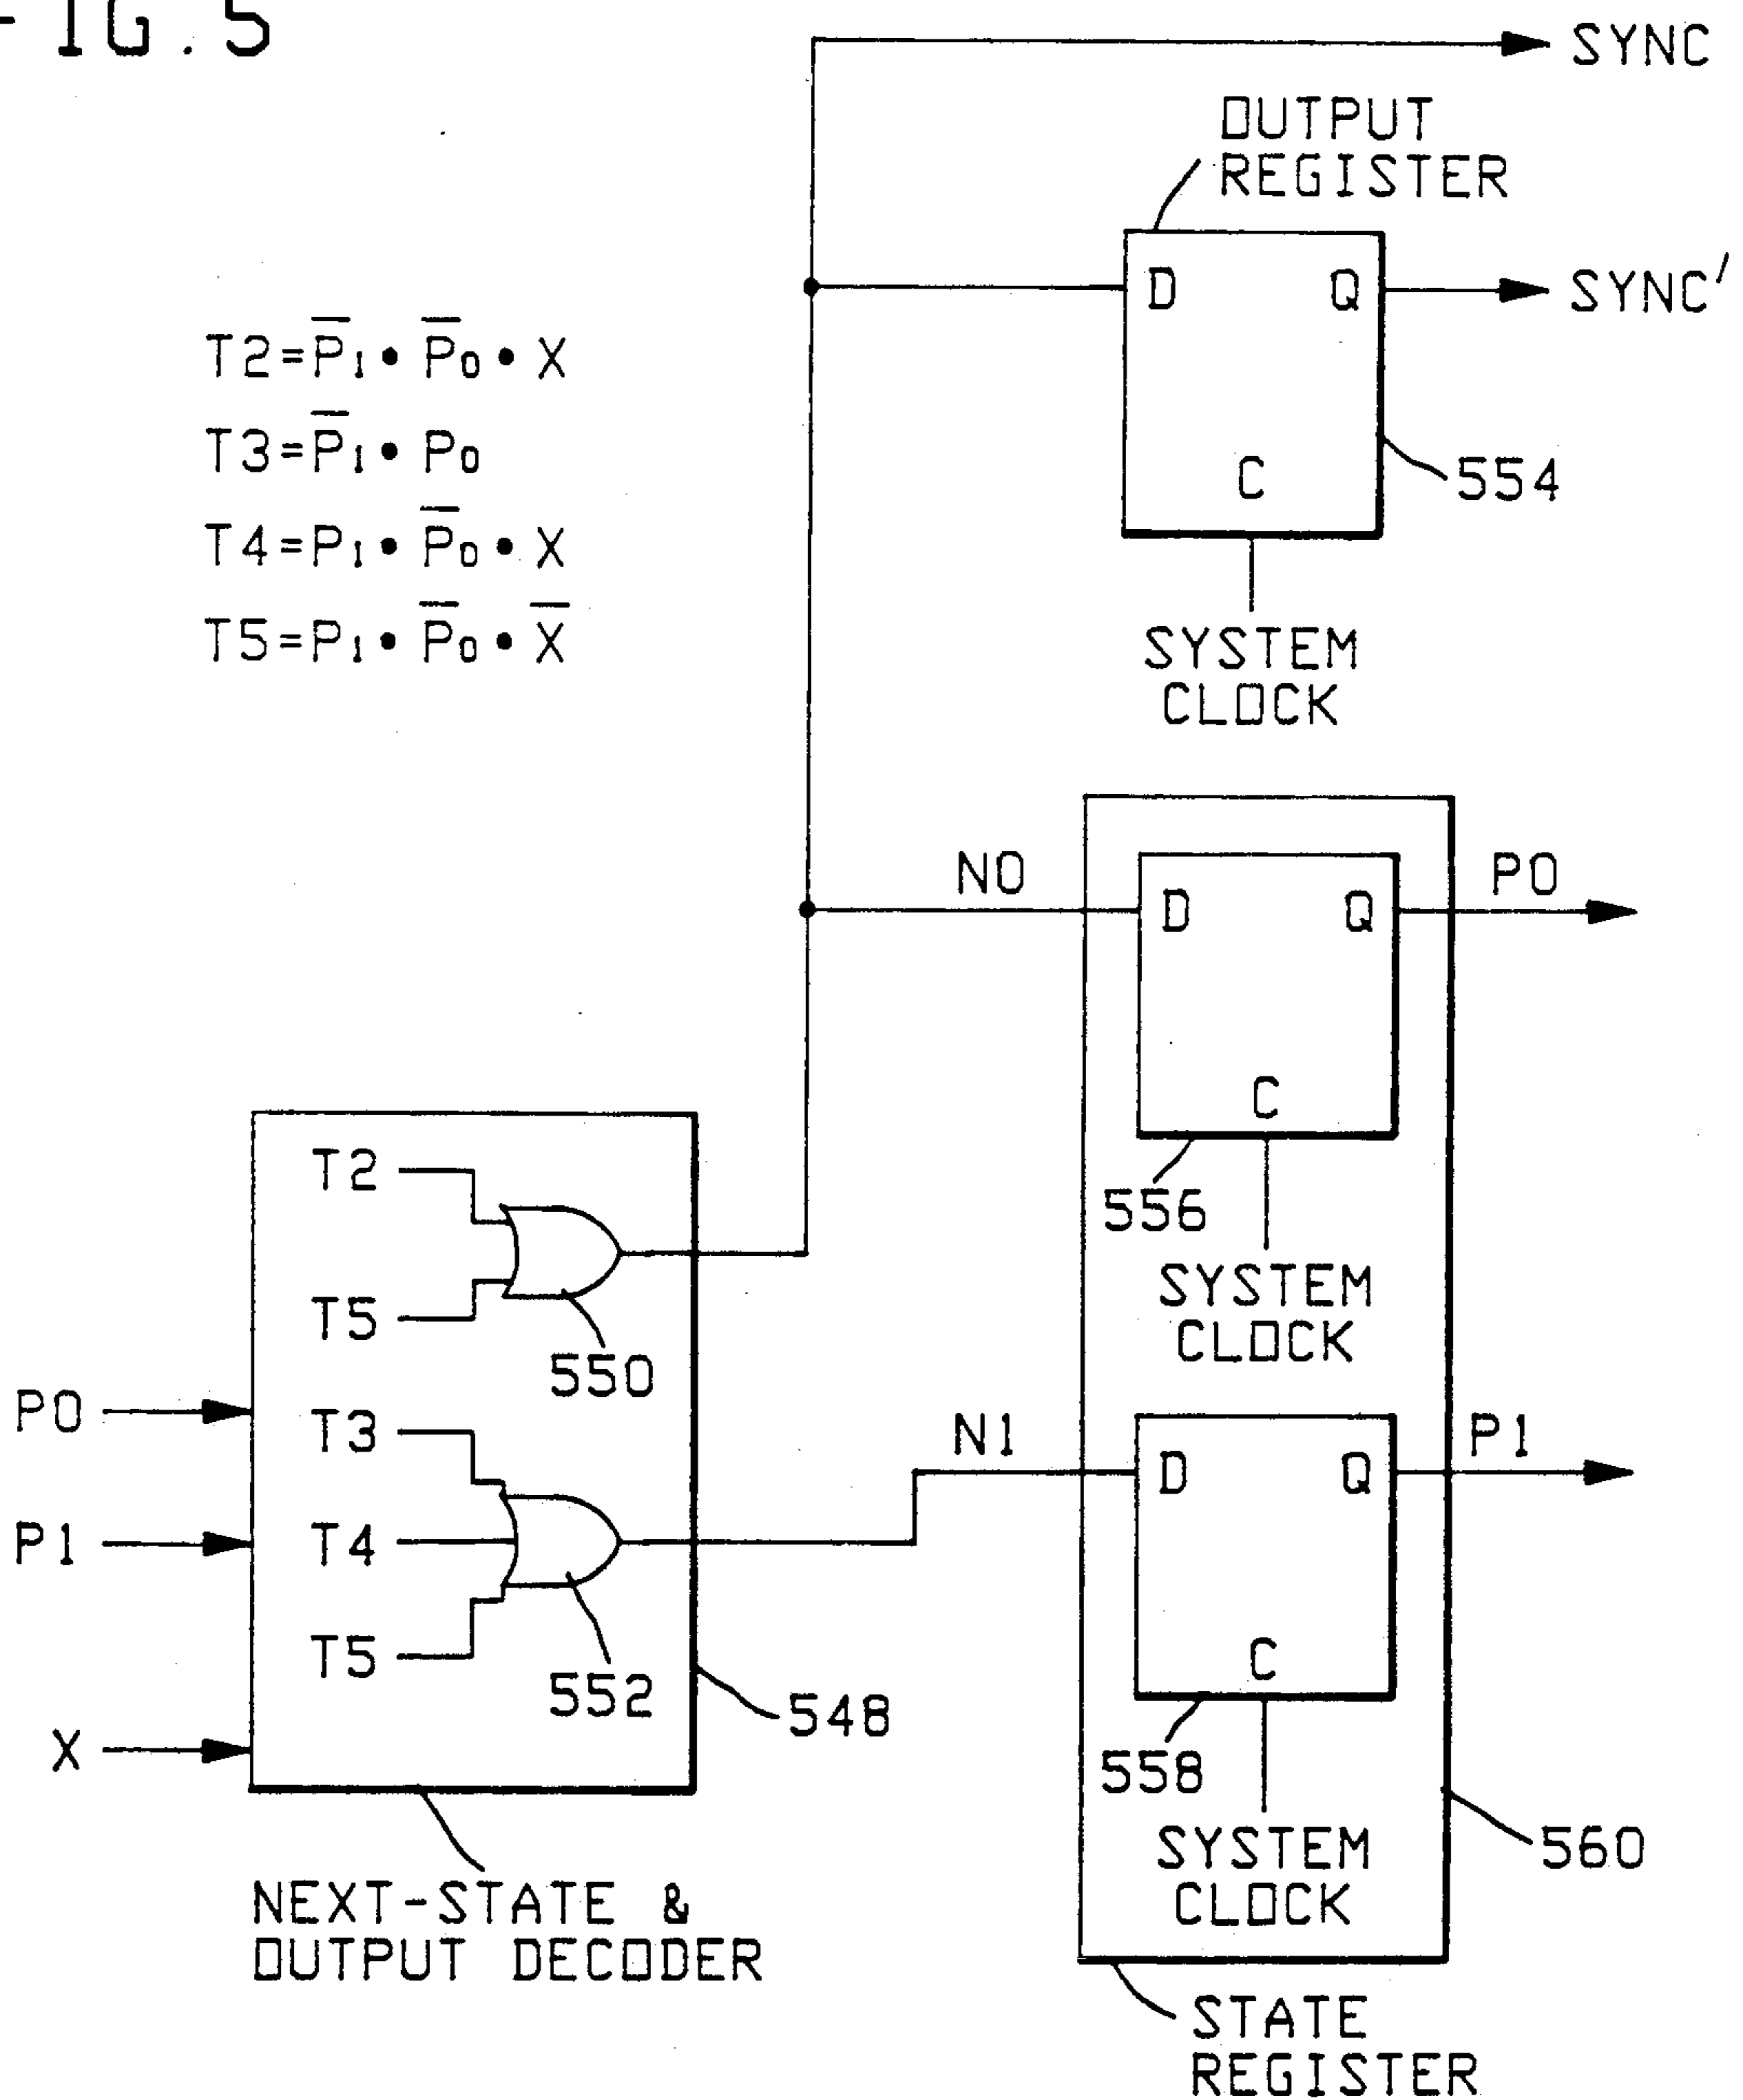 FIG.5
SYNC
OUTPUT
REGISTER
D
Q
SYNC'
C
554
SYSTEM
CLOCK
T2=P̅₁•P̅₀•X
T3=P̅₁•P₀
T4=P₁•P̅₀•X
T5=P₁•P̅₀•X̅
N0
D
Q
P0
C
556
SYSTEM
CLOCK
T2
T5
550
P0
T3
P1
T4
T5
552
X
548
NEXT-STATE &
OUTPUT DECODER
N1
D
Q
P1
C
558
SYSTEM
CLOCK
560
STATE
REGISTER